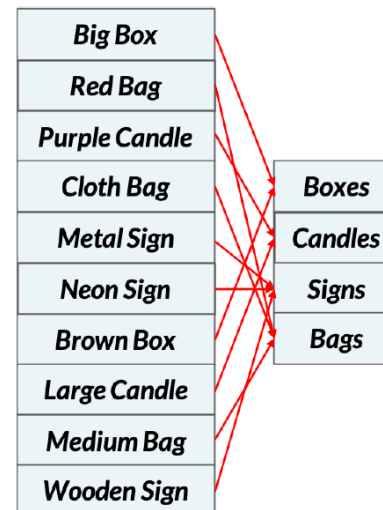 Big Box
Red Bag
Purple Candle
Cloth Bag
Metal Sign
Neon Sign
Brown Box
Large Candle
Medium Bag
Wooden Sign
Boxes
Candles
Signs
Bags